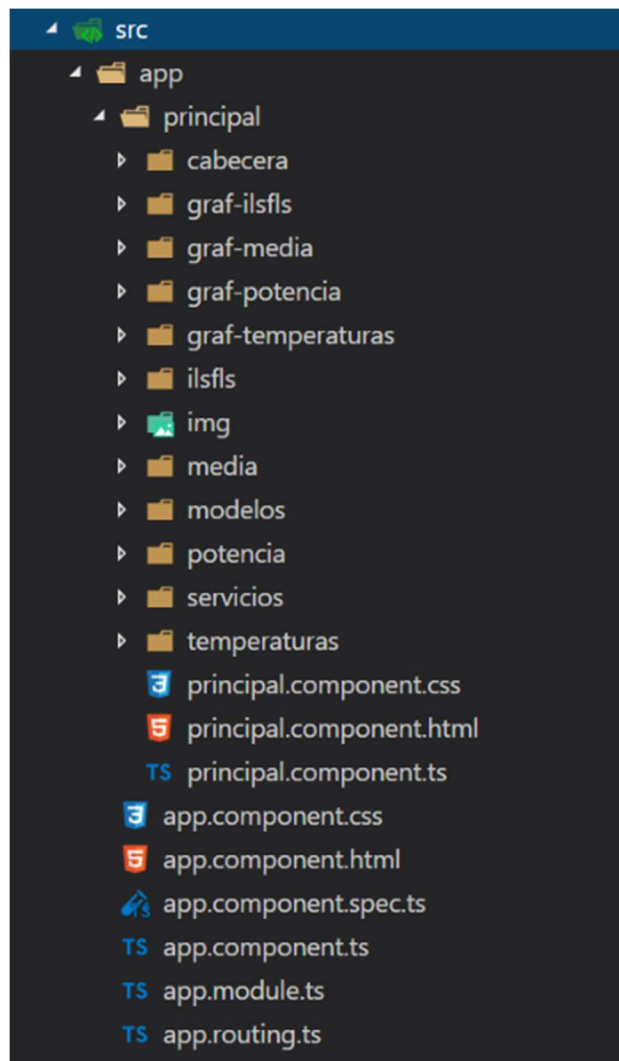 src
app
principal
cabecera
graf-ilsfls
graf-media
graf-potencia
graf-temperaturas
ilsfls
img
media
modelos
potencia
servicios
temperaturas
principal.component.css
principal.component.html
TS principal.component.ts
app.component.css
app.component.html
app.component.spec.ts
TS app.component.ts
TS app.module.ts
TS app.routing.ts